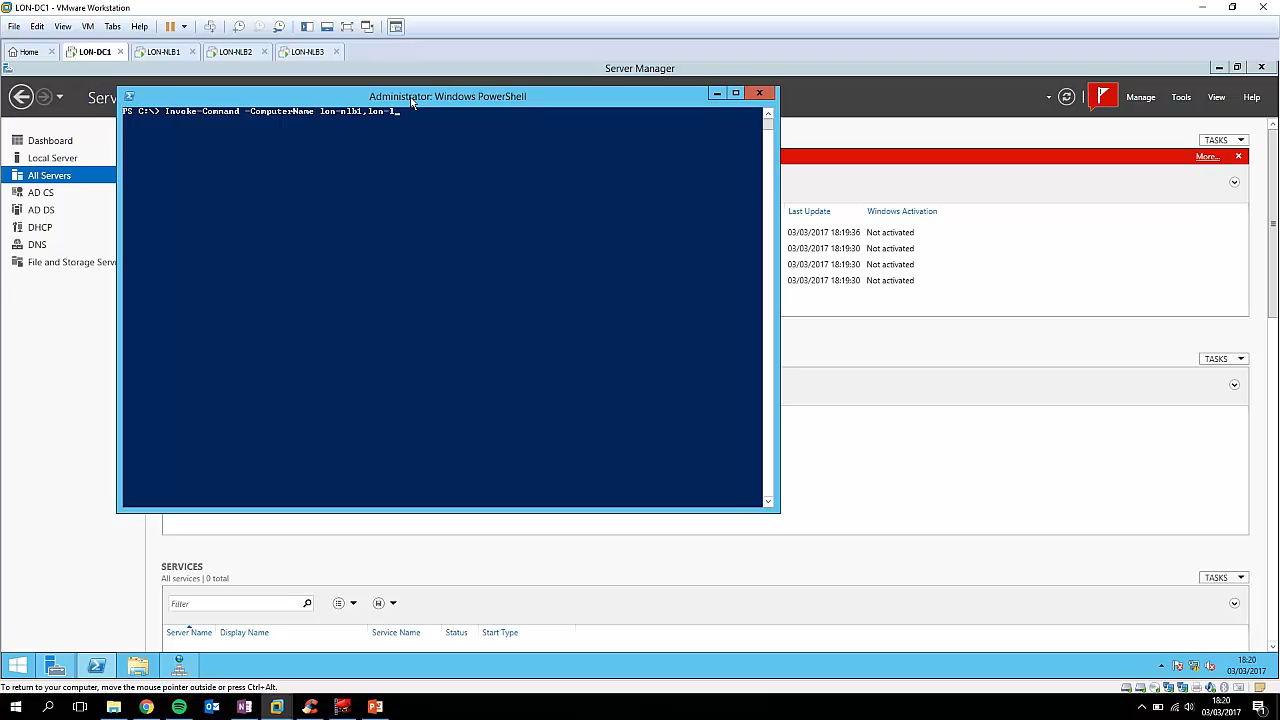 LON-DC1 - VMware Workstation
File Edit View VM Tabs Help
Home LON-DC1 LON-NLB1 LON-NLB2 LON-NLB3
Server Manager
Serv
Manage Tools View Help
Administrator: Windows PowerShell
PS C:\> Invoke-Command -ComputerName lon-nlb1,lon-l_
Dashboard
Local Server
All Servers
AD CS
AD DS
DHCP
DNS
File and Storage Serv
TASKS
More...
Last Update Windows Activation
03/03/2017 18:19:36 Not activated
03/03/2017 18:19:30 Not activated
03/03/2017 18:19:30 Not activated
03/03/2017 18:19:30 Not activated
TASKS
SERVICES
All services | 0 total
TASKS
Filter
Server Name Display Name Service Name Status Start Type
18:20
03/03/2017
To return to your computer, move the mouse pointer outside or press Ctrl+Alt.
18:20
03/03/2017